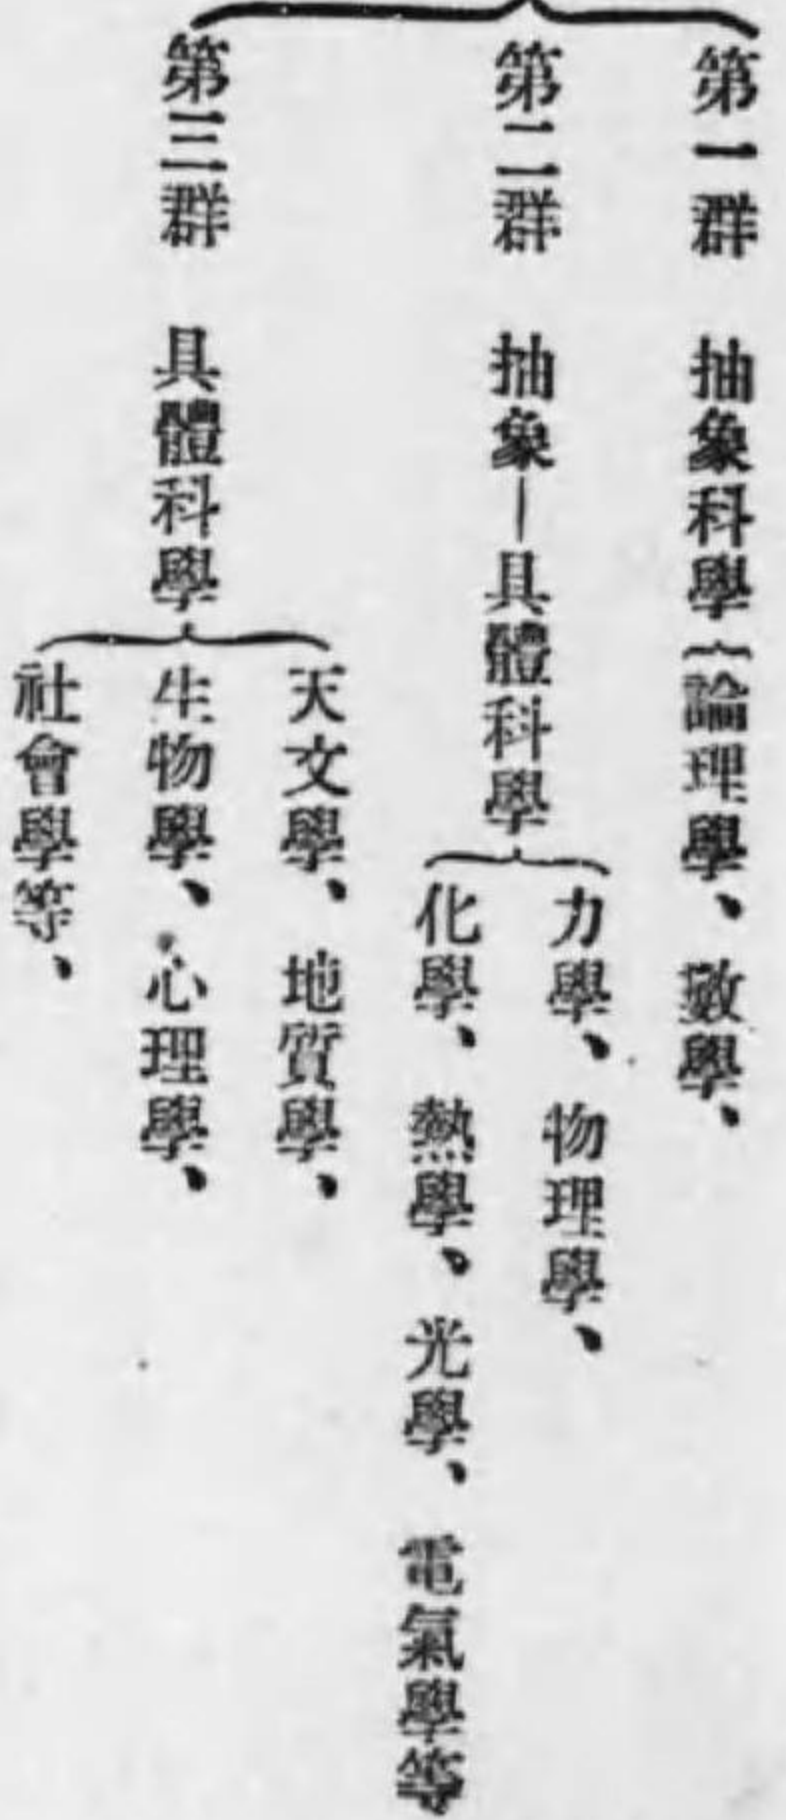 第一群 抽象科學
論理學、數學、
第二群 抽象―具體科學
力學、物理學、
化學、熱學、光學、電氣學等
第三群 具體科學
天文學、地質學、
生物學、心理學、
社會學等、